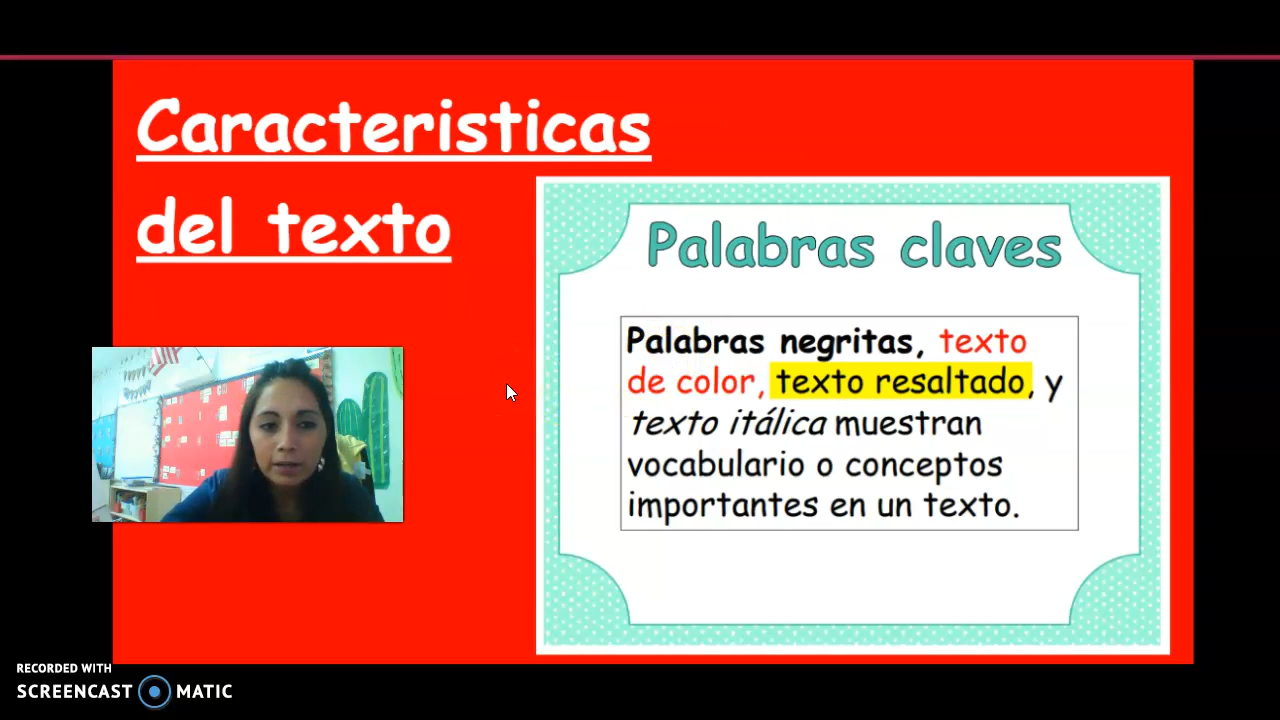 Caracteristicas
del texto
Palabras claves
Palabras negritas, texto
de color, texto resaltado, y
texto itálica muestran
vocabulario o conceptos
importantes en un texto.
RECORDED WITH
SCREENCAST MATIC